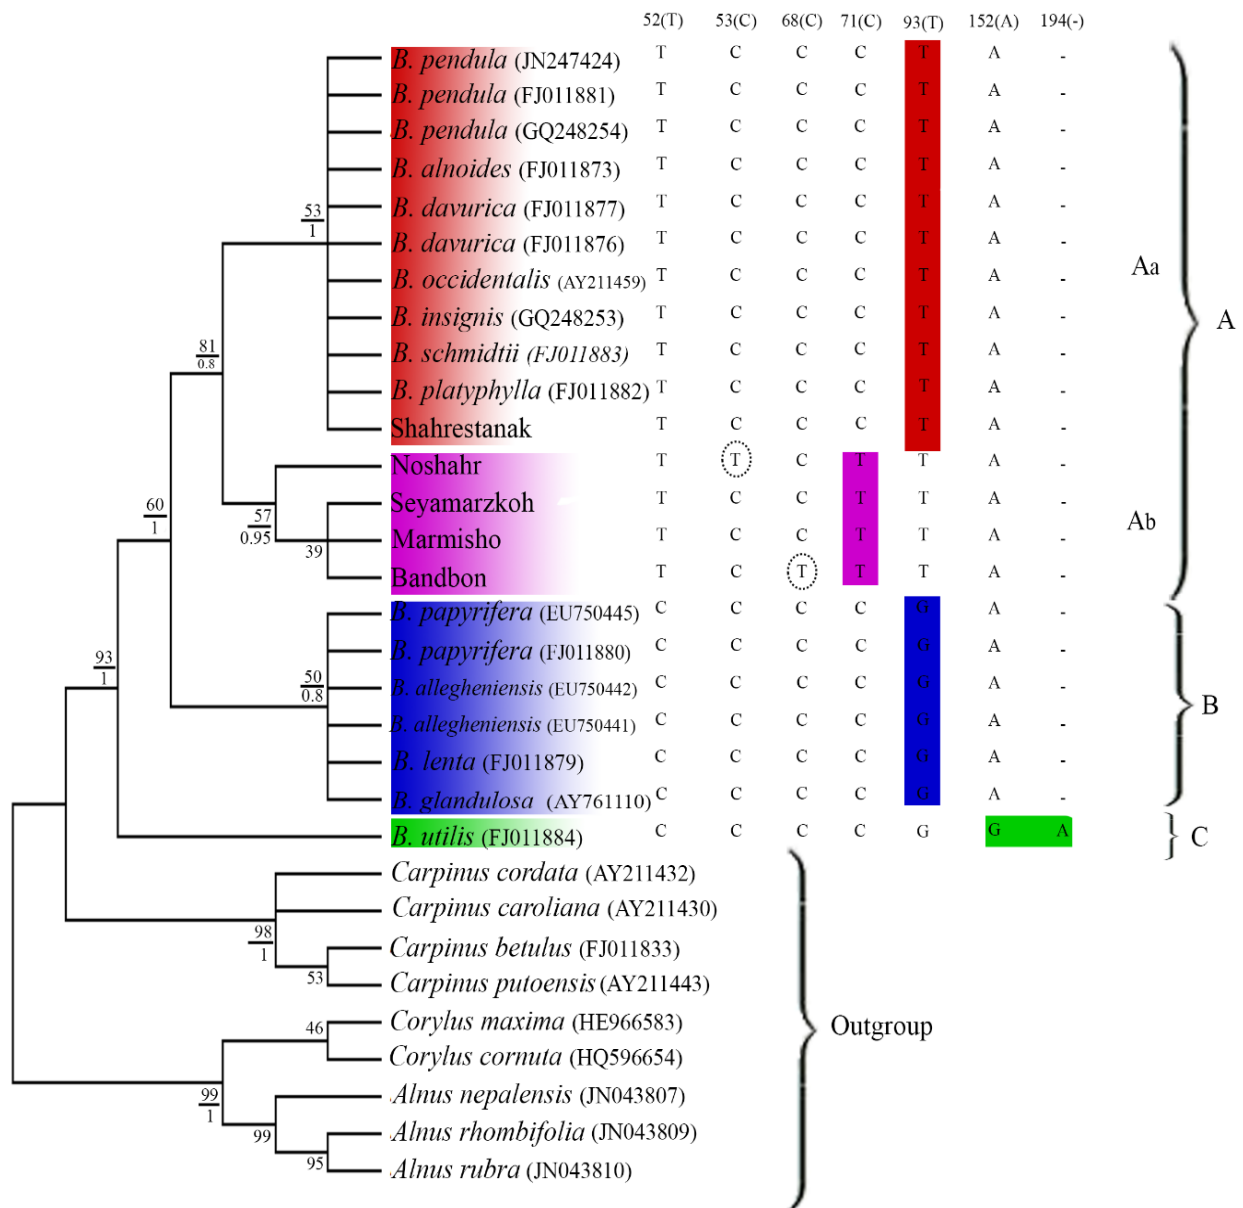 52(T) 53(C) 68(C) 71(C) 93(T) 152(A) 194(-)
B. pendula (JN247424) T C C C T A -
B. pendula (FJ011881) T C C C T A -
B. pendula (GQ248254) T C C C T A -
B. alnoides (FJ011873) T C C C T A -
B. davurica (FJ011877) T C C C T A -
53
1
B. davurica (FJ011876) T C C C T A -
Aa
B. occidentalis (AY211459) T C C C T A -
B. insignis (GQ248253) T C C C T A -
A
81
0.8
B. schmidtii (FJ011883) T C C C T A -
B. platyphylla (FJ011882) T C C C T A -
Shahrestanak T C C C T A -
Noshahr T T C T T A -
60
1
Seyamarzkoh T C C T T A -
57
0.95
Ab
Marmisho T C C T T A -
39
Bandbon T C T T T A -
B. papyrifera (EU750445) C C C C G A -
93
1
B. papyrifera (FJ011880) C C C C G A -
50
0.8
B. allegheniensis (EU750442) C C C C G A -
B
B. allegheniensis (EU750441) C C C C G A -
B. lenta (FJ011879) C C C C G A -
B. glandulosa (AY761110) C C C C G A -
B. utilis (FJ011884) C C C C G G A
C
Carpinus cordata (AY211432)
Carpinus caroliana (AY211430)
98
1
Carpinus betulus (FJ011833)
53
Carpinus putoensis (AY211443)
46
Corylus maxima (HE966583)
Outgroup
Corylus cornuta (HQ596654)
99
1
Alnus nepalensis (JN043807)
99
Alnus rhombifolia (JN043809)
95
Alnus rubra (JN043810)